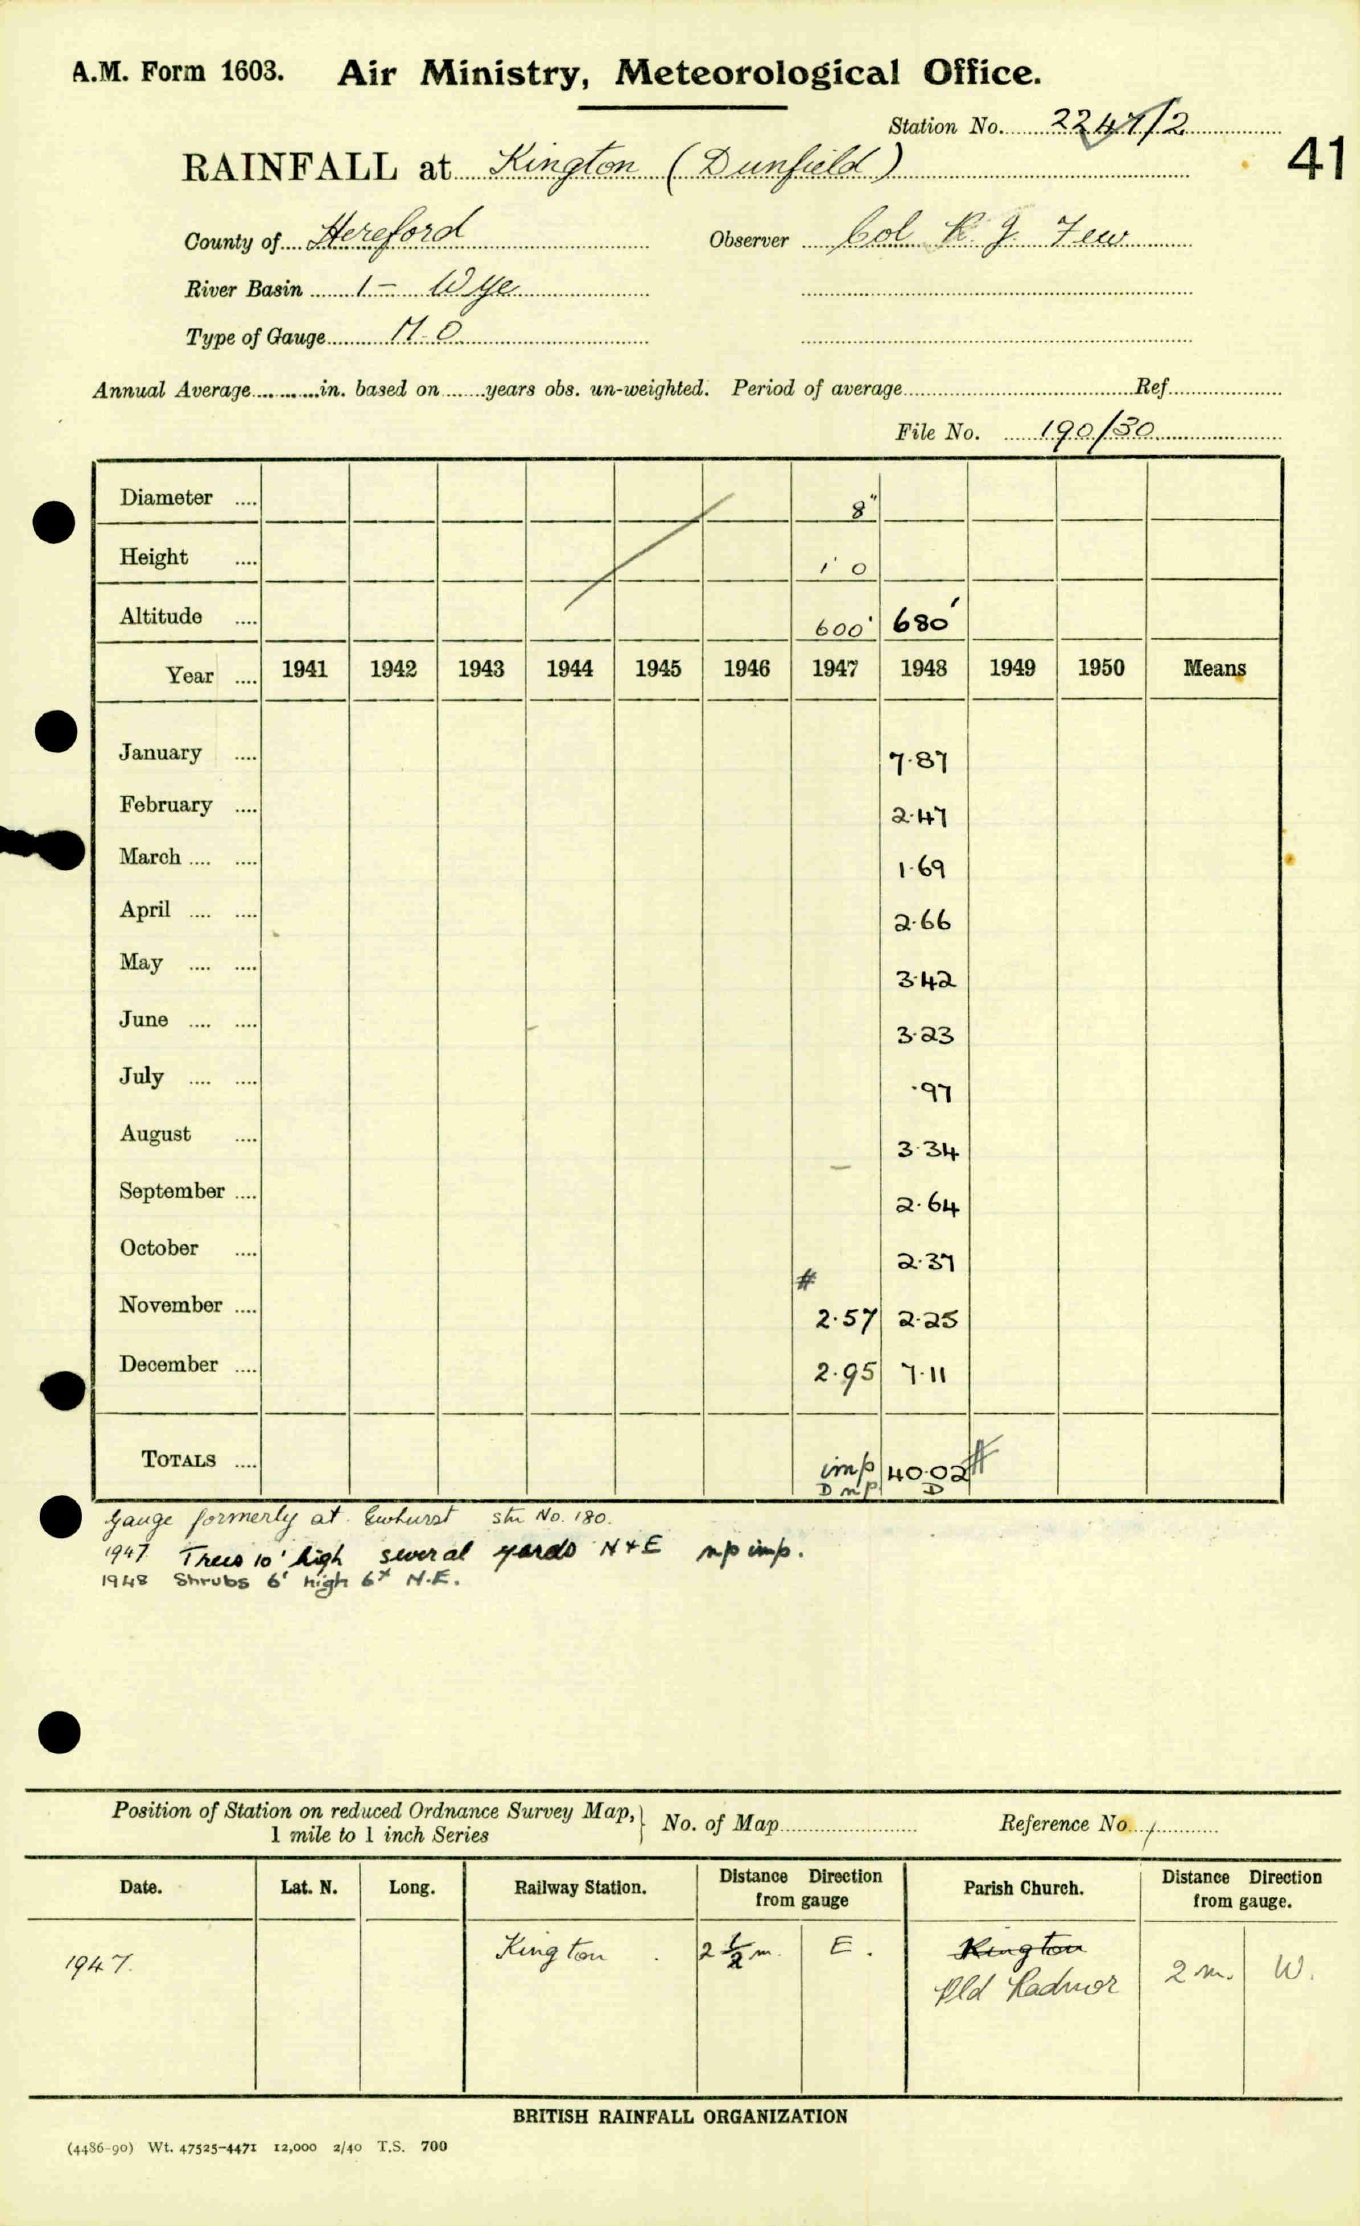 A.M. Form 1603. Air Ministry, Meteorological Office.
Station No. 2247/2
41
RAINFALL at Kington (Dunfield)
County of Hereford Observer Col R. J. Few
River Basin 1 - Wye
Type of Gauge M.O
Annual Average in. based on years obs. un-weighted. Period of average Ref
File No. 190/30
Diameter 8"
Height 1' 0
Altitude 600' 680'
Year 1941 1942 1943 1944 1945 1946 1947 1948 1949 1950 Means
January 7.87
February 2.47
March 1.69
April 2.66
May 3.42
June 3.23
July .97
August 3.34
September 2.64
October 2.37
#
November 2.57 2.25
December 2.95 7.11
TOTALS imp 40.02 #
D np D
Gauge formerly at Ewhurst stn No. 180.
1947 Trees 10' high several yards N & E np imp.
1948 Shrubs 6' high 6x N.E.
Position of Station on reduced Ordnance Survey Map, 1 mile to 1 inch Series } No. of Map Reference No.
Date. Lat. N. Long. Railway Station. Distance Direction from gauge Parish Church. Distance Direction from gauge.
1947. Kington 2 1/2 m. E. Kington
Old Radnor 2 m. W.
BRITISH RAINFALL ORGANIZATION
(4486-90) Wt. 47525-4471 12,000 2/40 T.S. 700